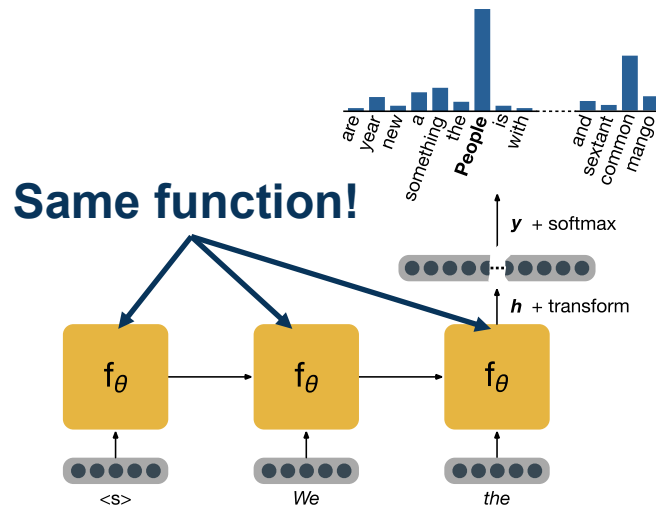 are
year
new
a
something
the
People
is
with
and
sextant
common
mango
Same function!
y + softmax
h + transform
fθ
fθ
fθ
<s>
We
the